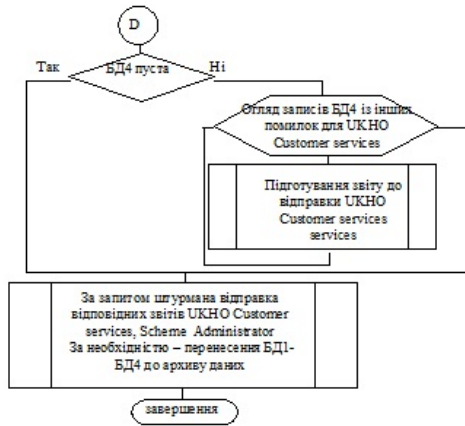 D
Так
БД4 пуста
Ні
Огляд записів БД4 із інших
помилок для UKHO
Customer services
Підготування звіту до
відправки UKHO
Customer services
services
За запитом штурмана відправка
відповідних звітів UKHO Customer
services, Scheme Administrator
За необхідністю – перенесення БД1-
БД4 до архиву даних
завершення